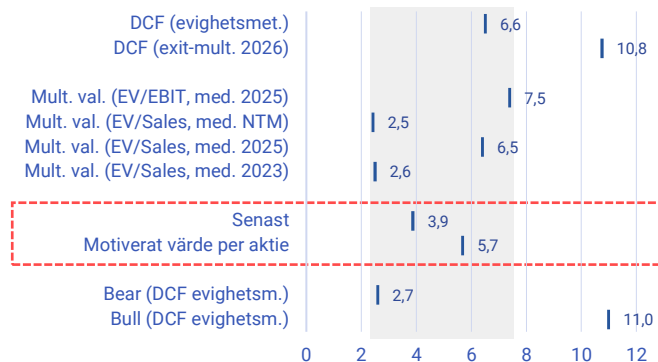 DCF (evighetsmet.) 6,6
DCF (exit-mult. 2026) 10,8
Mult. val. (EV/EBIT, med. 2025) 7,5
Mult. val. (EV/Sales, med. NTM) 2,5
Mult. val. (EV/Sales, med. 2025) 6,5
Mult. val. (EV/Sales, med. 2023) 2,6
Senast 3,9
Motiverat värde per aktie 5,7
Bear (DCF evighetsm.) 2,7
Bull (DCF evighetsm.) 11,0
0 2 4 6 8 10 12